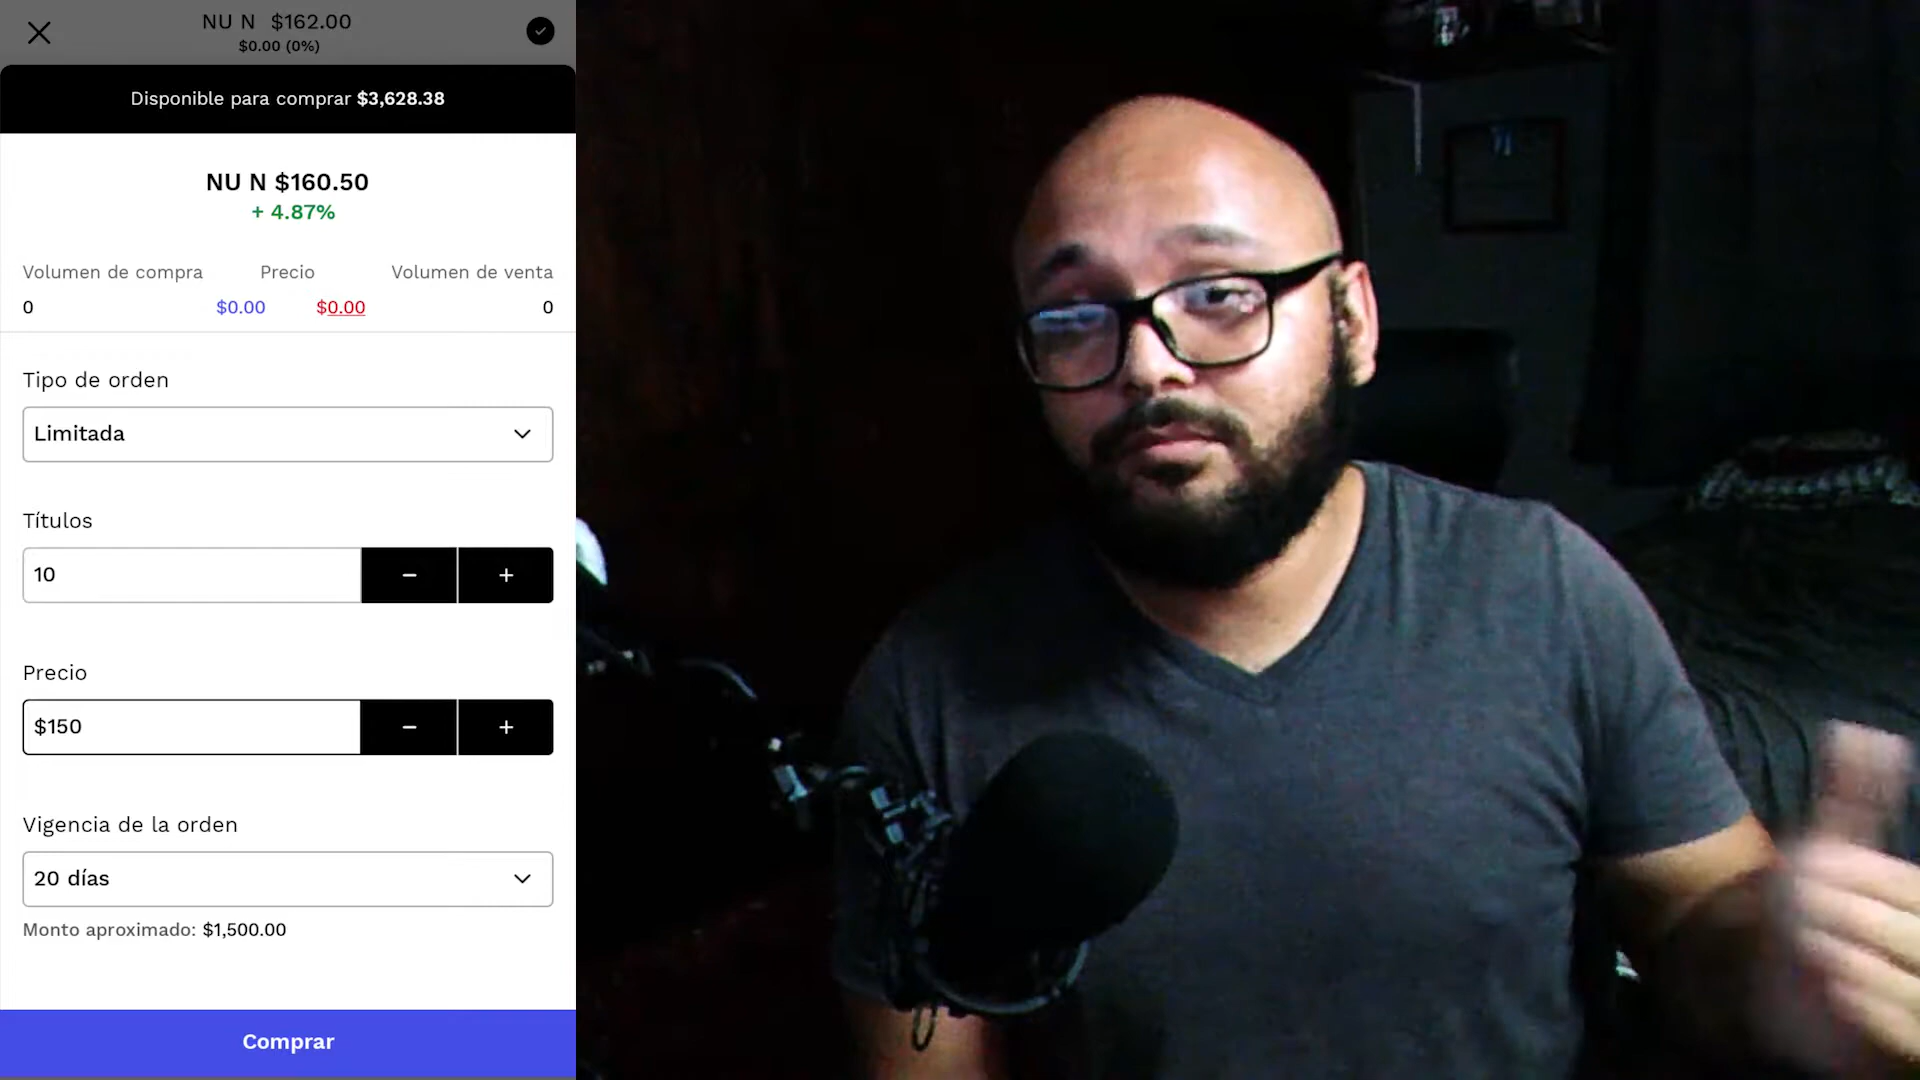 NU N $162.00
$0.00 (0%)
Disponible para comprar $3,628.38
NU N $160.50
+ 4.87%
Volumen de compra Precio Volumen de venta
0 $0.00 $0.00 0
Tipo de orden
Limitada
Títulos
10 − +
Precio
$150 − +
Vigencia de la orden
20 días
Monto aproximado: $1,500.00
Comprar